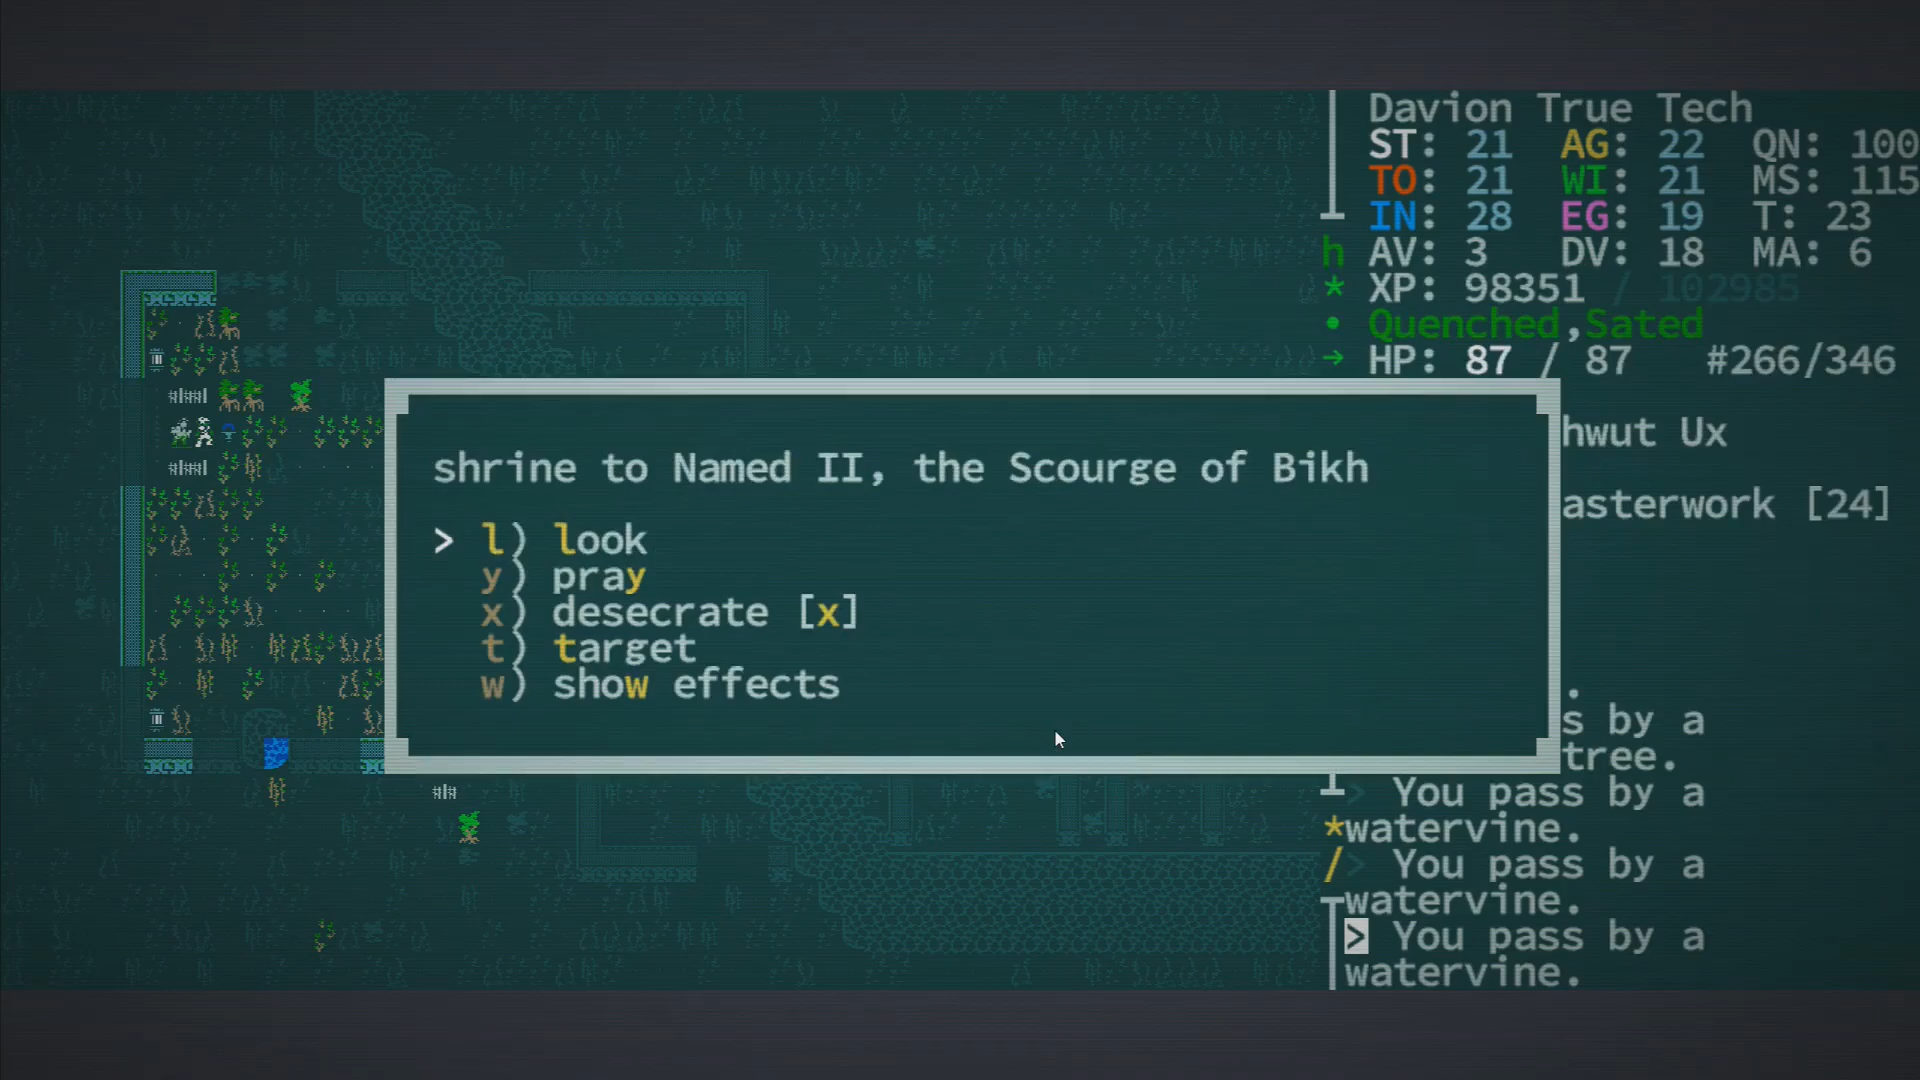 Davion True Tech
ST: 21 AG: 22 QN: 100
TO: 21 WI: 21 MS: 115
IN: 28 EG: 19 T: 23
h AV: 3 DV: 18 MA: 6
* XP: 98351 / 102985
Quenched,Sated
HP: 87 / 87 #266/346
hwut Ux
shrine to Named II, the Scourge of Bikh
asterwork [24]
> l) look
y) pray
x) desecrate [x]
t) target
w) show effects
.
s by a
tree.
> You pass by a
*watervine.
/> You pass by a
watervine.
> You pass by a
watervine.